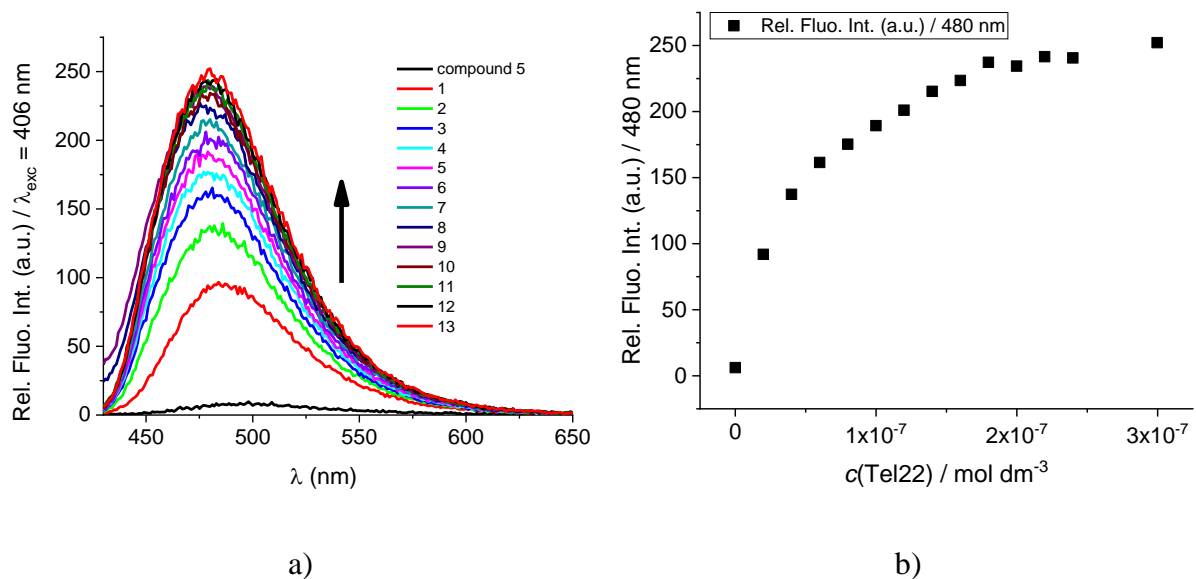 Rel. Fluo. Int. (a.u.) / λexc = 406 nm
250
200
150
100
50
0
450
500
550
600
650
λ (nm)
compound 5
1
2
3
4
5
6
7
8
9
10
11
12
13
a)
Rel. Fluo. Int. (a.u.) / 480 nm
Rel. Fluo. Int. (a.u.) / 480 nm
250
200
150
100
50
0
0
1x10⁻⁷
2x10⁻⁷
3x10⁻⁷
c(Tel22) / mol dm⁻³
b)